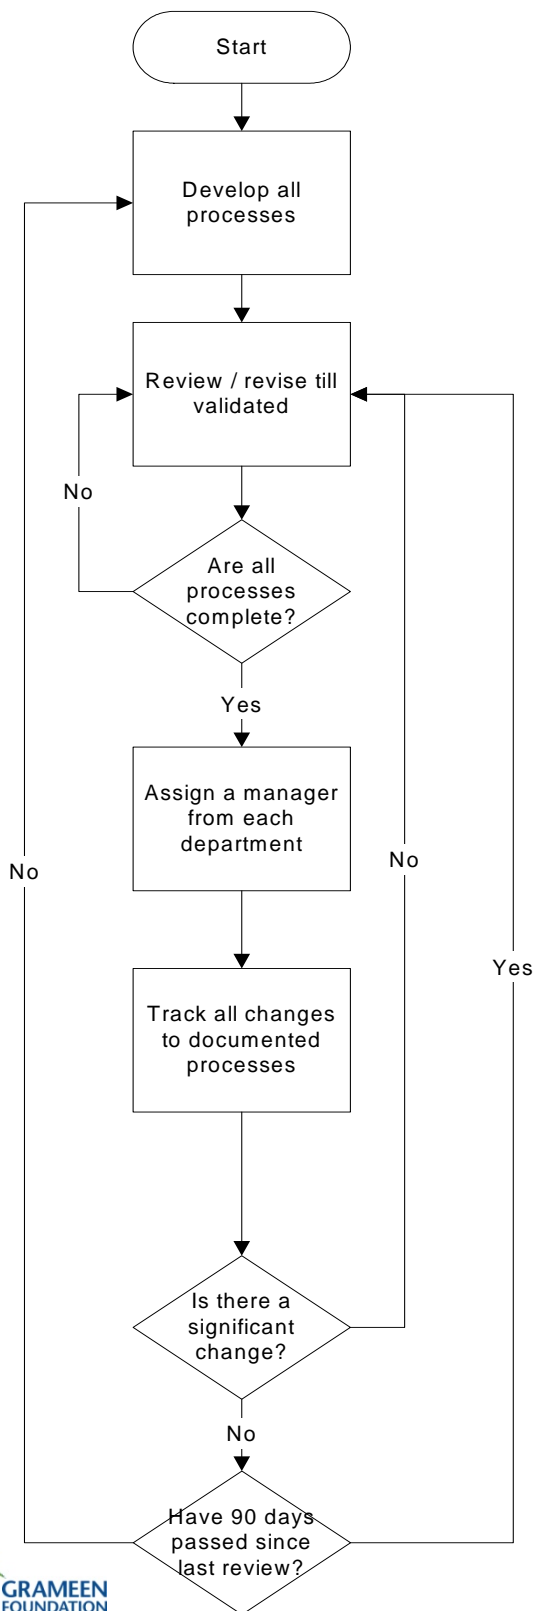 Start
Develop all
processes
Review / revise till
validated
No
Are all
processes
complete?
Yes
Assign a manager
from each
department
No
No
Yes
Track all changes
to documented
processes
Is there a
significant
change?
No
Have 90 days
passed since
last review?
GRAMEEN
FOUNDATION